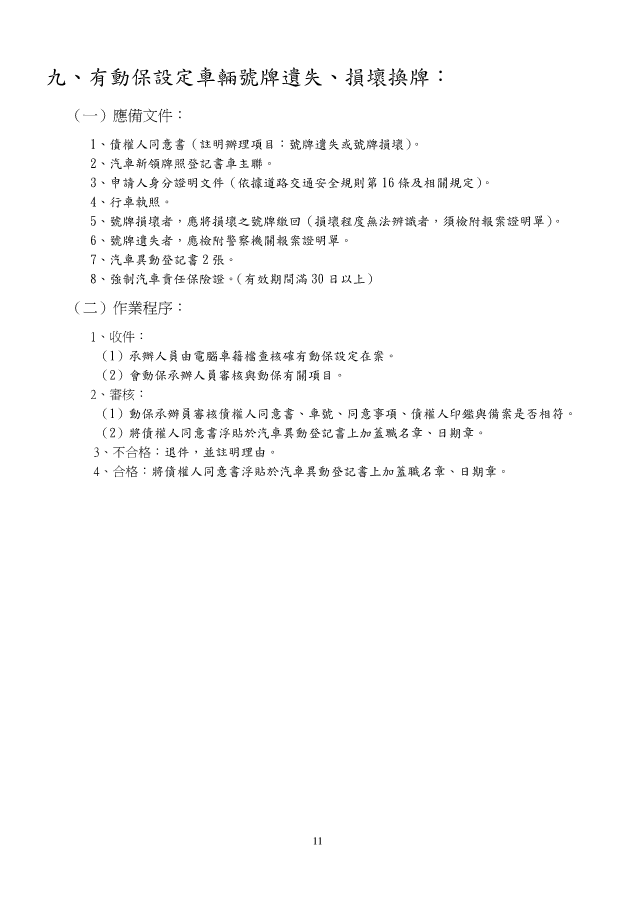 九、有動保設定車輛號牌遺失、損壞換牌：
（一）應備文件：
1、債權人同意書（註明辦理項目：號牌遺失或號牌損壞）。
2、汽車新領牌照登記書車主聯。
3、申請人身分證明文件（依據道路交通安全規則第 16 條及相關規定）。
4、行車執照。
5、號牌損壞者，應將損壞之號牌繳回（損壞程度無法辨識者，須檢附報案證明單）。
6、號牌遺失者，應檢附警察機關報案證明單。
7、汽車異動登記書 2 張。
8、強制汽車責任保險證。（有效期間滿 30 日以上）
（二）作業程序：
1、收件：
（1）承辦人員由電腦車籍檔查核確有動保設定在案。
（2）會動保承辦人員審核與動保有關項目。
2、審核：
（1）動保承辦員審核債權人同意書、車號、同意事項、債權人印鑑與備案是否相符。
（2）將債權人同意書浮貼於汽車異動登記書上加蓋職名章、日期章。
3、不合格：退件，並註明理由。
4、合格：將債權人同意書浮貼於汽車異動登記書上加蓋職名章、日期章。
11